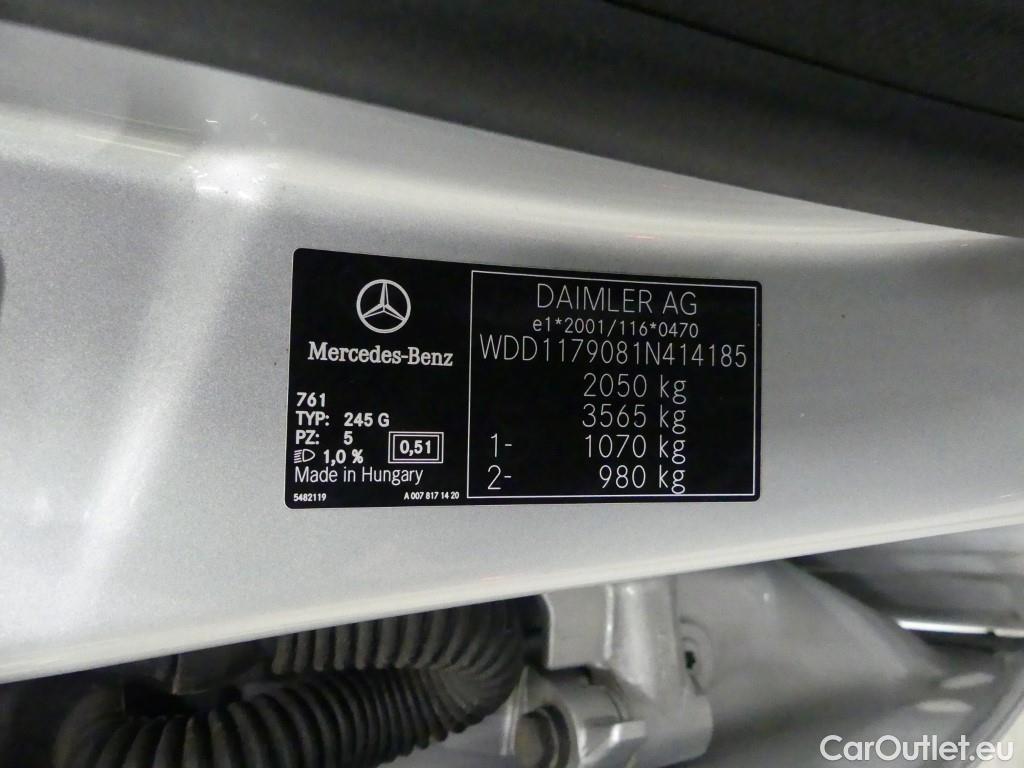 Mercedes-Benz
761
TYP: 245 G
PZ: 5
1,0 %
0,51
Made in Hungary
5482119
A 007 817 14 20
DAIMLER AG
e1*2001/116*0470
WDD1179081N414185
2050 kg
3565 kg
1- 1070 kg
2- 980 kg
CarOutlet.eu